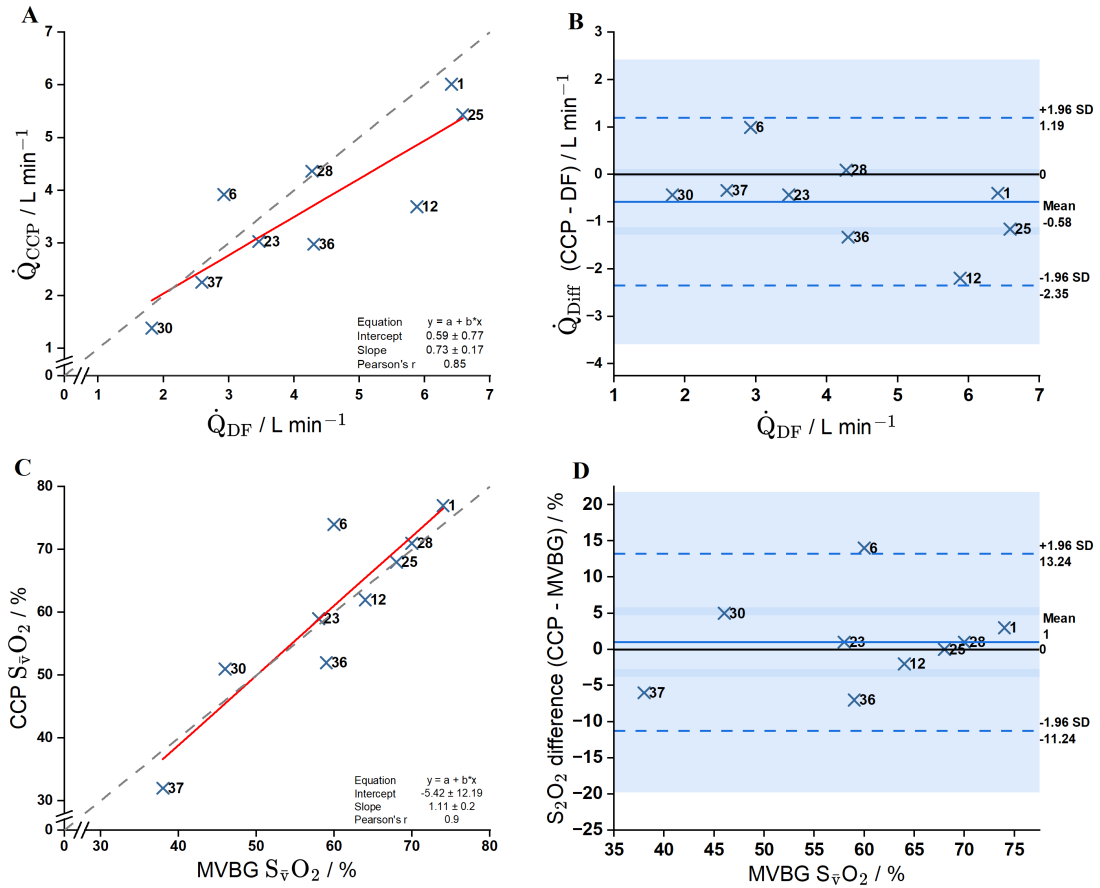 A
7
6
5
4
3
2
1
0
Q̇CCP / L min−1
1
25
28
6
12
23
36
37
30
Equation y = a + b*x
Intercept 0.59 ± 0.77
Slope 0.73 ± 0.17
Pearson's r 0.85
0 1 2 3 4 5 6 7
Q̇DF / L min−1
B
3
2
1
0
−1
−2
−3
−4
Q̇Diff (CCP - DF) / L min−1
6
28
30
37
23
1
25
36
12
+1.96 SD
1.19
0
Mean
-0.58
-1.96 SD
-2.35
1 2 3 4 5 6 7
Q̇DF / L min−1
C
80
70
60
50
40
30
0
CCP Sv̄O2 / %
1
6
28
25
12
23
36
30
37
Equation y = a + b*x
Intercept -5.42 ± 12.19
Slope 1.11 ± 0.2
Pearson's r 0.9
0 30 40 50 60 70 80
MVBG Sv̄O2 / %
D
20
15
10
5
0
−5
−10
−15
−20
−25
S2O2 difference (CCP - MVBG) / %
6
30
1
23
28
25
12
37
36
+1.96 SD
13.24
Mean
1
0
-1.96 SD
-11.24
35 40 45 50 55 60 65 70 75
MVBG Sv̄O2 / %